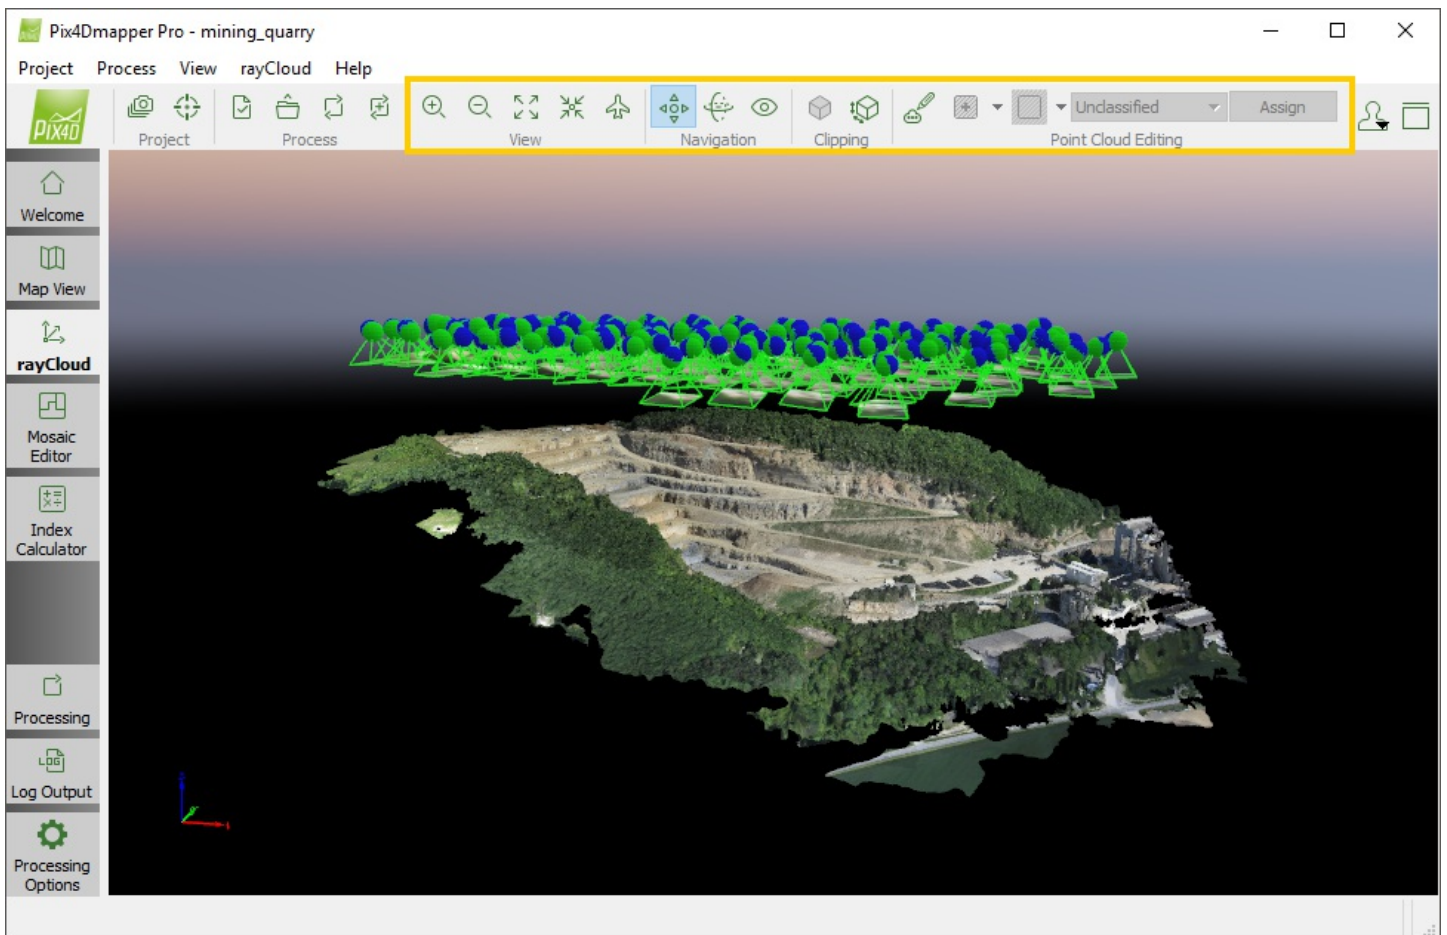 Pix4Dmapper Pro - mining_quarry
Project Process View rayCloud Help
PIX4D
Unclassified Assign
Project Process View Navigation Clipping Point Cloud Editing
Welcome
Map View
rayCloud
Mosaic
Editor
Index
Calculator
Processing
LOG
Log Output
Processing
Options